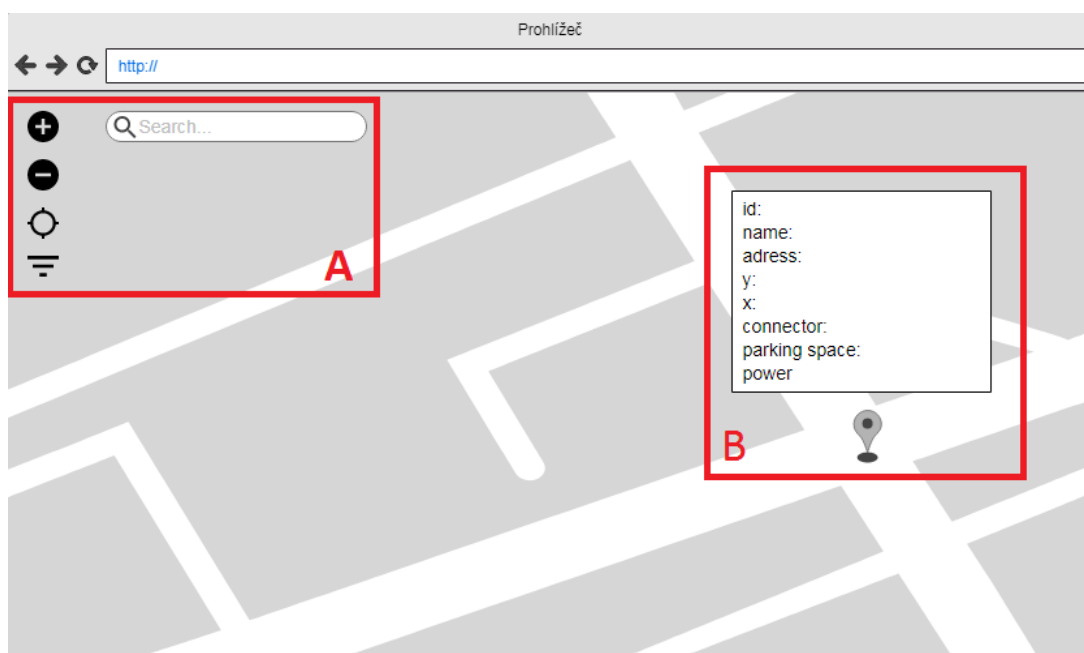 Prohlížeč
http://
Search...
A
id:
name:
adress:
y:
x:
connector:
parking space:
power
B